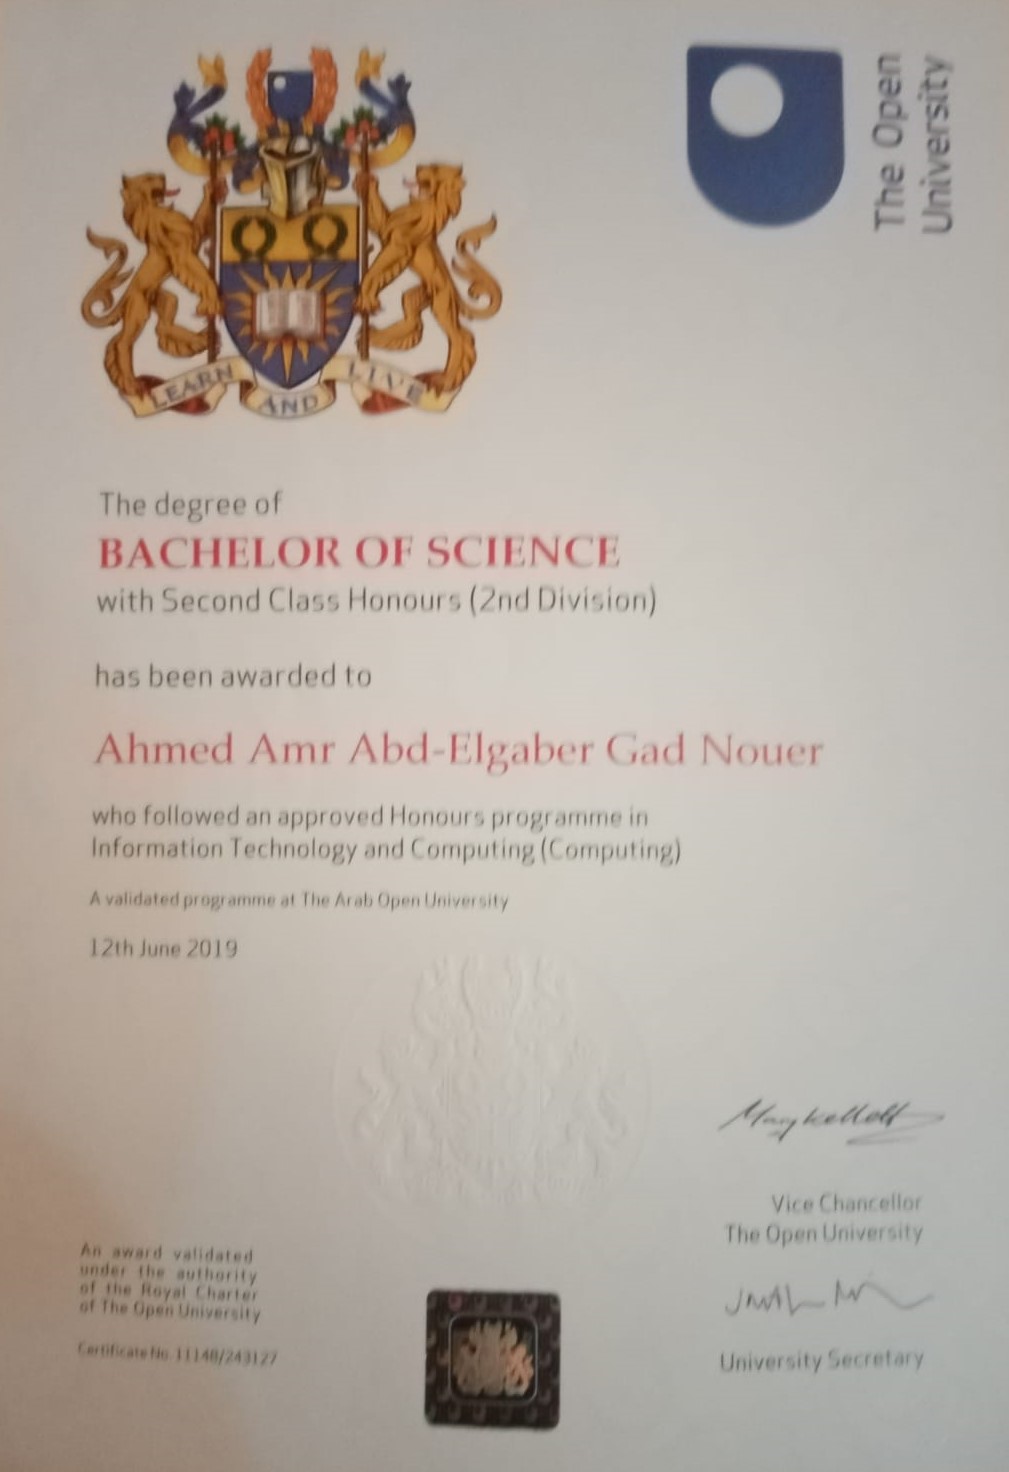 The Open
University
LEARN AND LIVE
The degree of
BACHELOR OF SCIENCE
with Second Class Honours (2nd Division)
has been awarded to
Ahmed Amr Abd-Elgaber Gad Nouer
who followed an approved Honours programme in
Information Technology and Computing (Computing)
A validated programme at The Arab Open University
12th June 2019
Mary Kellett
Vice Chancellor
The Open University
University Secretary
An award validated
under the authority
of the Royal Charter
of The Open University
Certificate No. 11148/243127